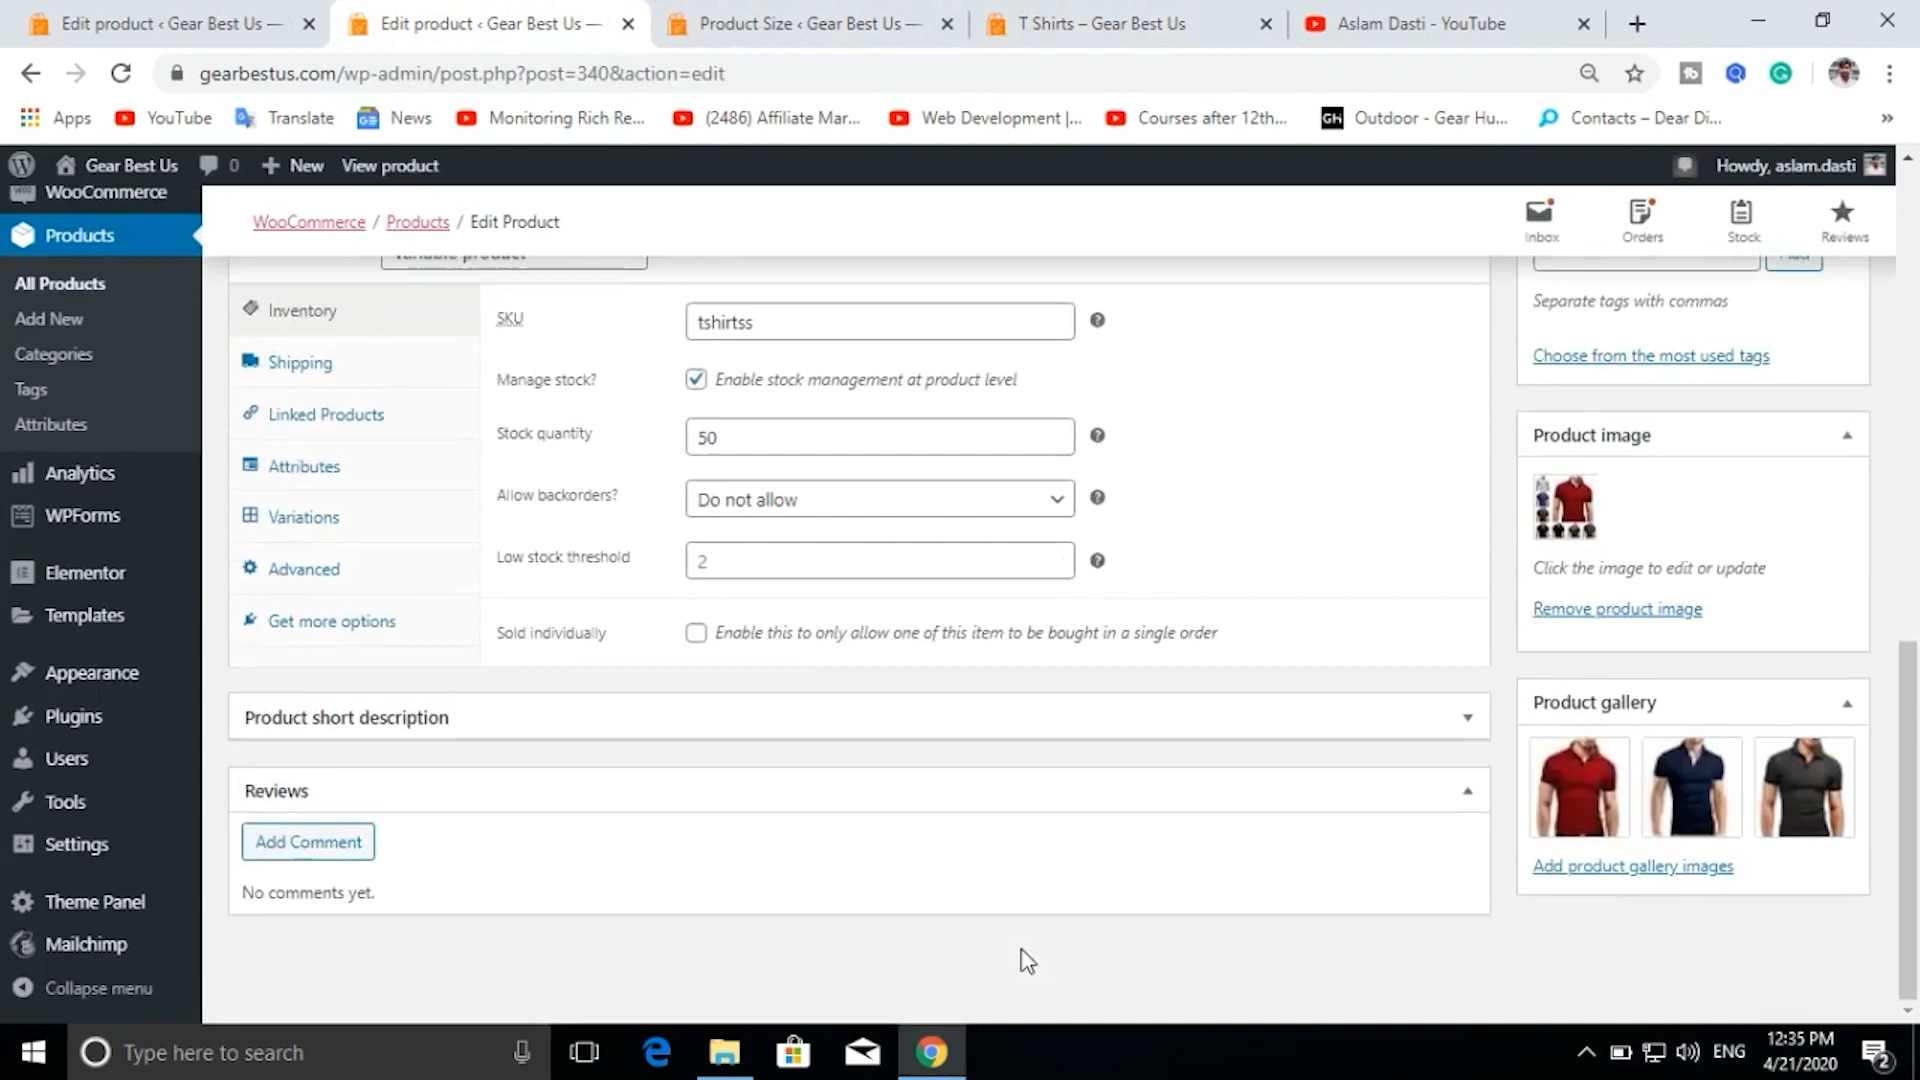 Edit product ‹ Gear Best Us —
Edit product ‹ Gear Best Us —
Product Size ‹ Gear Best Us —
T Shirts – Gear Best Us
Aslam Dasti - YouTube
gearbestus.com/wp-admin/post.php?post=340&action=edit
Apps
YouTube
Translate
News
Monitoring Rich Re...
(2486) Affiliate Mar...
Web Development |...
Courses after 12th...
GH
Outdoor - Gear Hu...
Contacts – Dear Di...
»
Gear Best Us
0
New
View product
Howdy, aslam.dasti
WooCommerce
Products
All Products
Add New
Categories
Tags
Attributes
Analytics
WPForms
Elementor
Templates
Appearance
Plugins
Users
Tools
Settings
Theme Panel
Mailchimp
Collapse menu
WooCommerce / Products / Edit Product
Inbox
Orders
Stock
Reviews
Variable product
Inventory
Shipping
Linked Products
Attributes
Variations
Advanced
Get more options
SKU
tshirtss
Manage stock?
Enable stock management at product level
Stock quantity
50
Allow backorders?
Do not allow
Low stock threshold
2
Sold individually
Enable this to only allow one of this item to be bought in a single order
Product short description
Reviews
Add Comment
No comments yet.
Add
Separate tags with commas
Choose from the most used tags
Product image
Click the image to edit or update
Remove product image
Product gallery
Add product gallery images
Type here to search
ENG
12:35 PM
4/21/2020
2